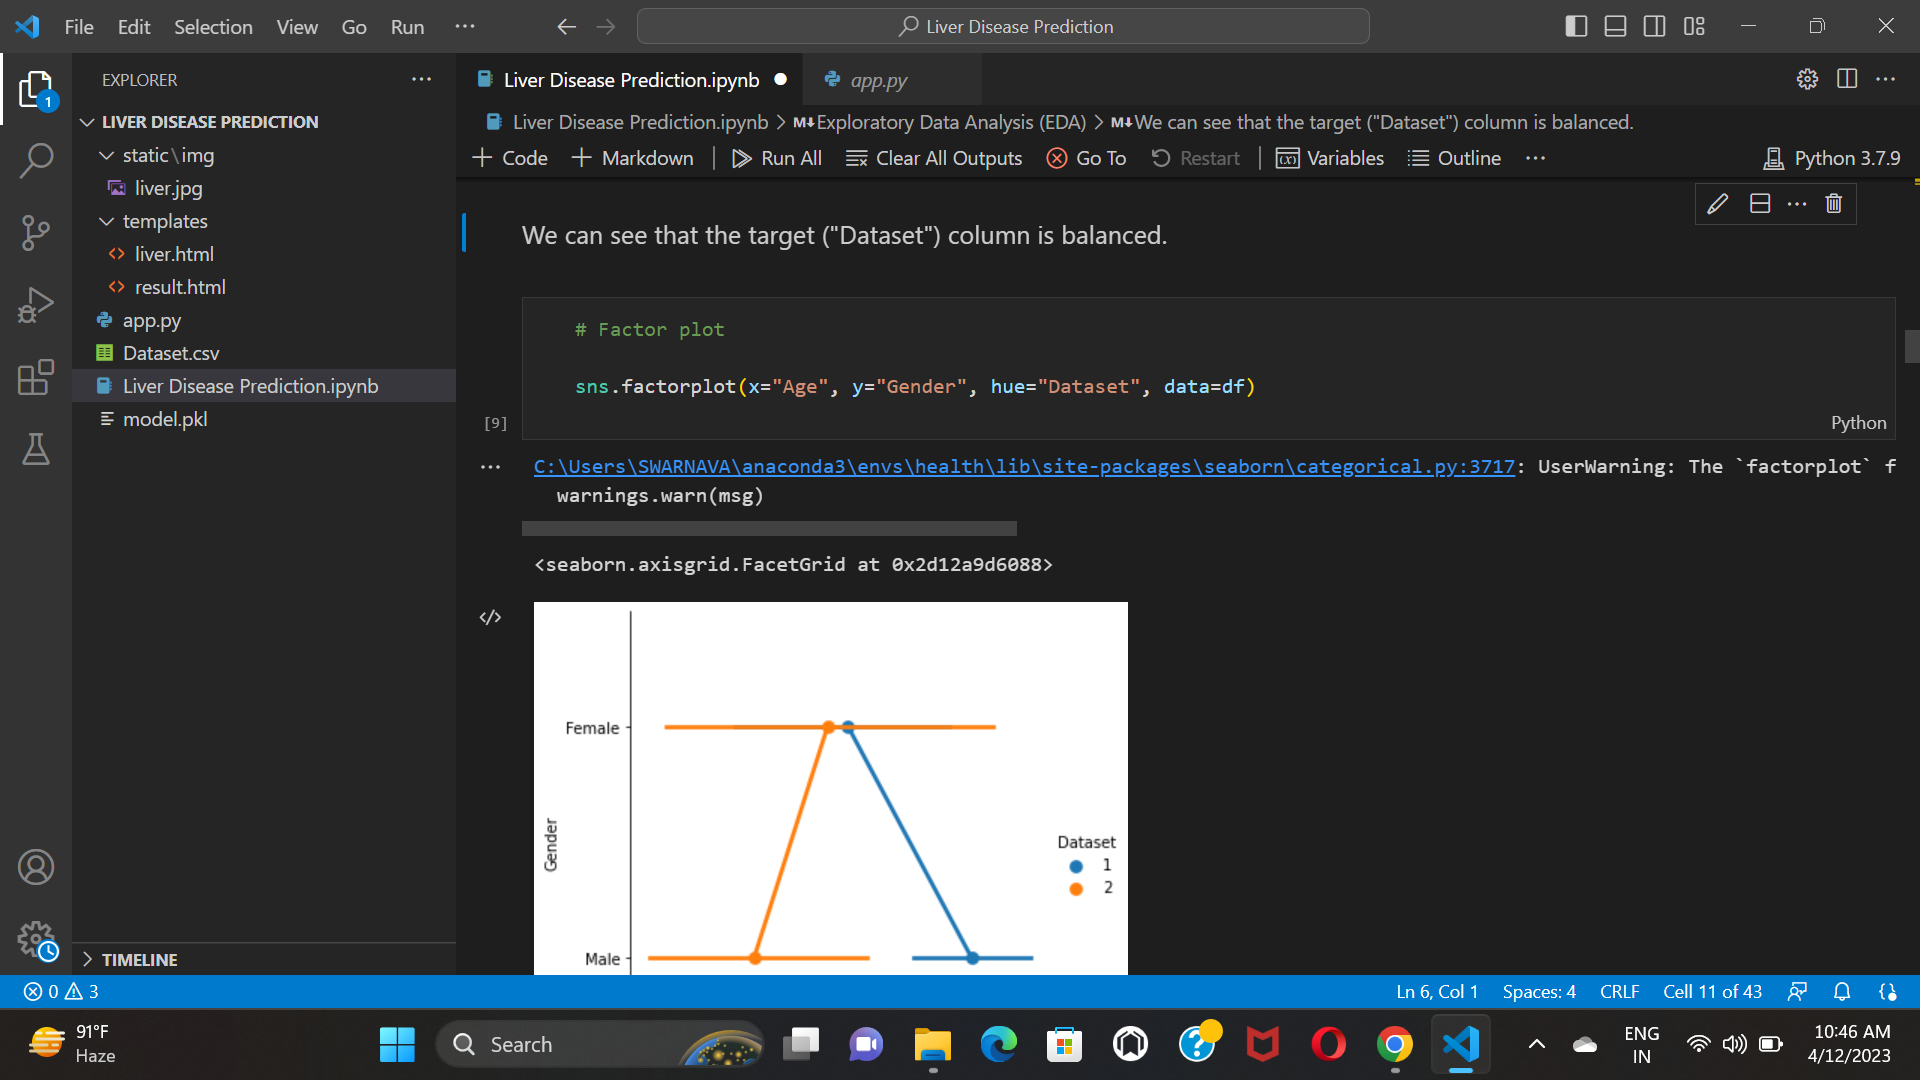 File Edit Selection View Go Run ··· Liver Disease Prediction
EXPLORER ···
LIVER DISEASE PREDICTION
static\img
liver.jpg
templates
liver.html
result.html
app.py
Dataset.csv
Liver Disease Prediction.ipynb
model.pkl
TIMELINE
1
Liver Disease Prediction.ipynb app.py
Liver Disease Prediction.ipynb > M↓Exploratory Data Analysis (EDA) > M↓We can see that the target ("Dataset") column is balanced.
+ Code + Markdown | Run All Clear All Outputs Go To Restart | Variables Outline ··· Python 3.7.9
We can see that the target ("Dataset") column is balanced.
# Factor plot
sns.factorplot(x="Age", y="Gender", hue="Dataset", data=df)
[9]
Python
C:\Users\SWARNAVA\anaconda3\envs\health\lib\site-packages\seaborn\categorical.py:3717: UserWarning: The `factorplot` f
warnings.warn(msg)
<seaborn.axisgrid.FacetGrid at 0x2d12a9d6088>
Female
Gender
Male
Dataset
1
2
0 3 Ln 6, Col 1 Spaces: 4 CRLF Cell 11 of 43
91°F
Haze
Search
ENG
IN
10:46 AM
4/12/2023